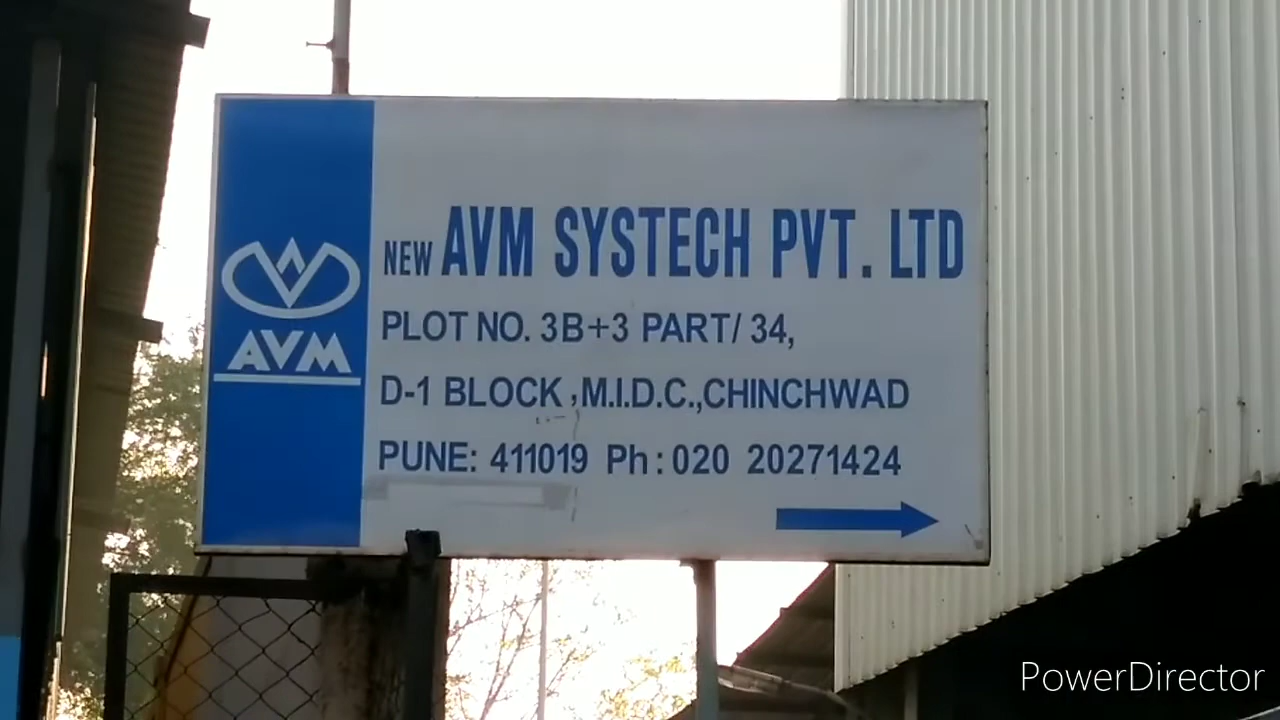 AVM
NEW AVM SYSTECH PVT. LTD
PLOT NO. 3B+3 PART/ 34,
D-1 BLOCK ,M.I.D.C.,CHINCHWAD
PUNE: 411019 Ph : 020 20271424
PowerDirector